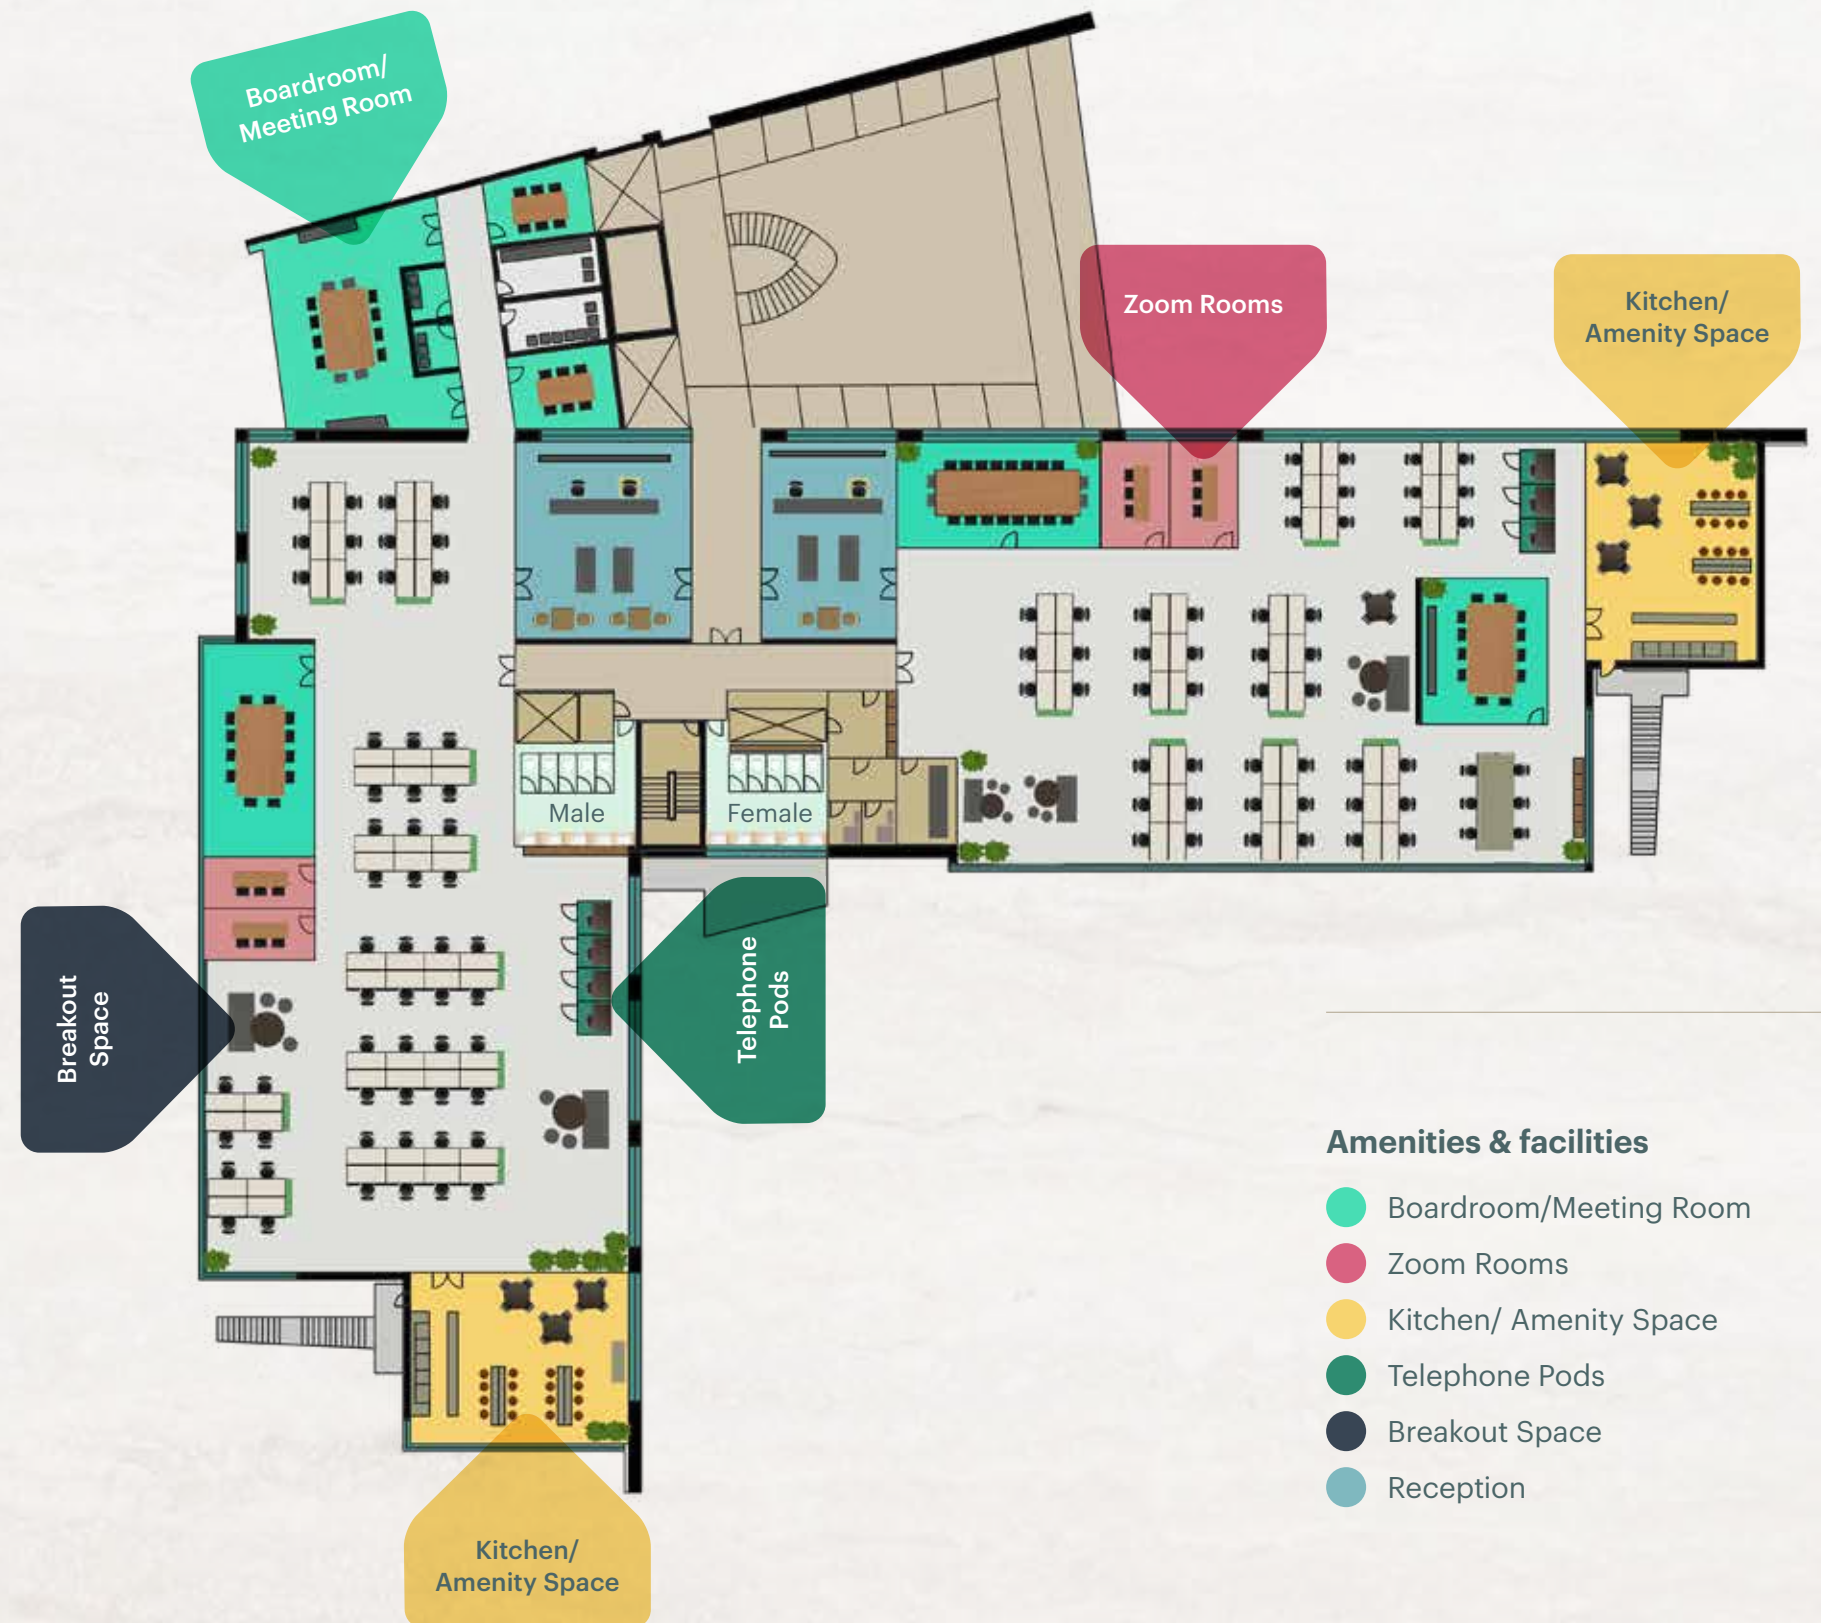 Boardroom/
Meeting Room
Zoom Rooms
Kitchen/
Amenity Space
Male
Female
Breakout
Space
Telephone
Pods
Kitchen/
Amenity Space
Amenities & facilities
Boardroom/Meeting Room
Zoom Rooms
Kitchen/ Amenity Space
Telephone Pods
Breakout Space
Reception